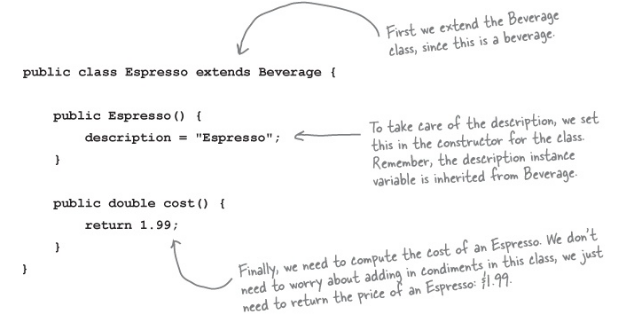 First we extend the Beverage
class, since this is a beverage.
public class Espresso extends Beverage {
public Espresso() {
description = "Espresso";
}
To take care of the description, we set
this in the constructor for the class.
Remember, the description instance
variable is inherited from Beverage.
public double cost() {
return 1.99;
}
}
Finally, we need to compute the cost of an Espresso. We don't
need to worry about adding in condiments in this class, we just
need to return the price of an Espresso: $1.99.